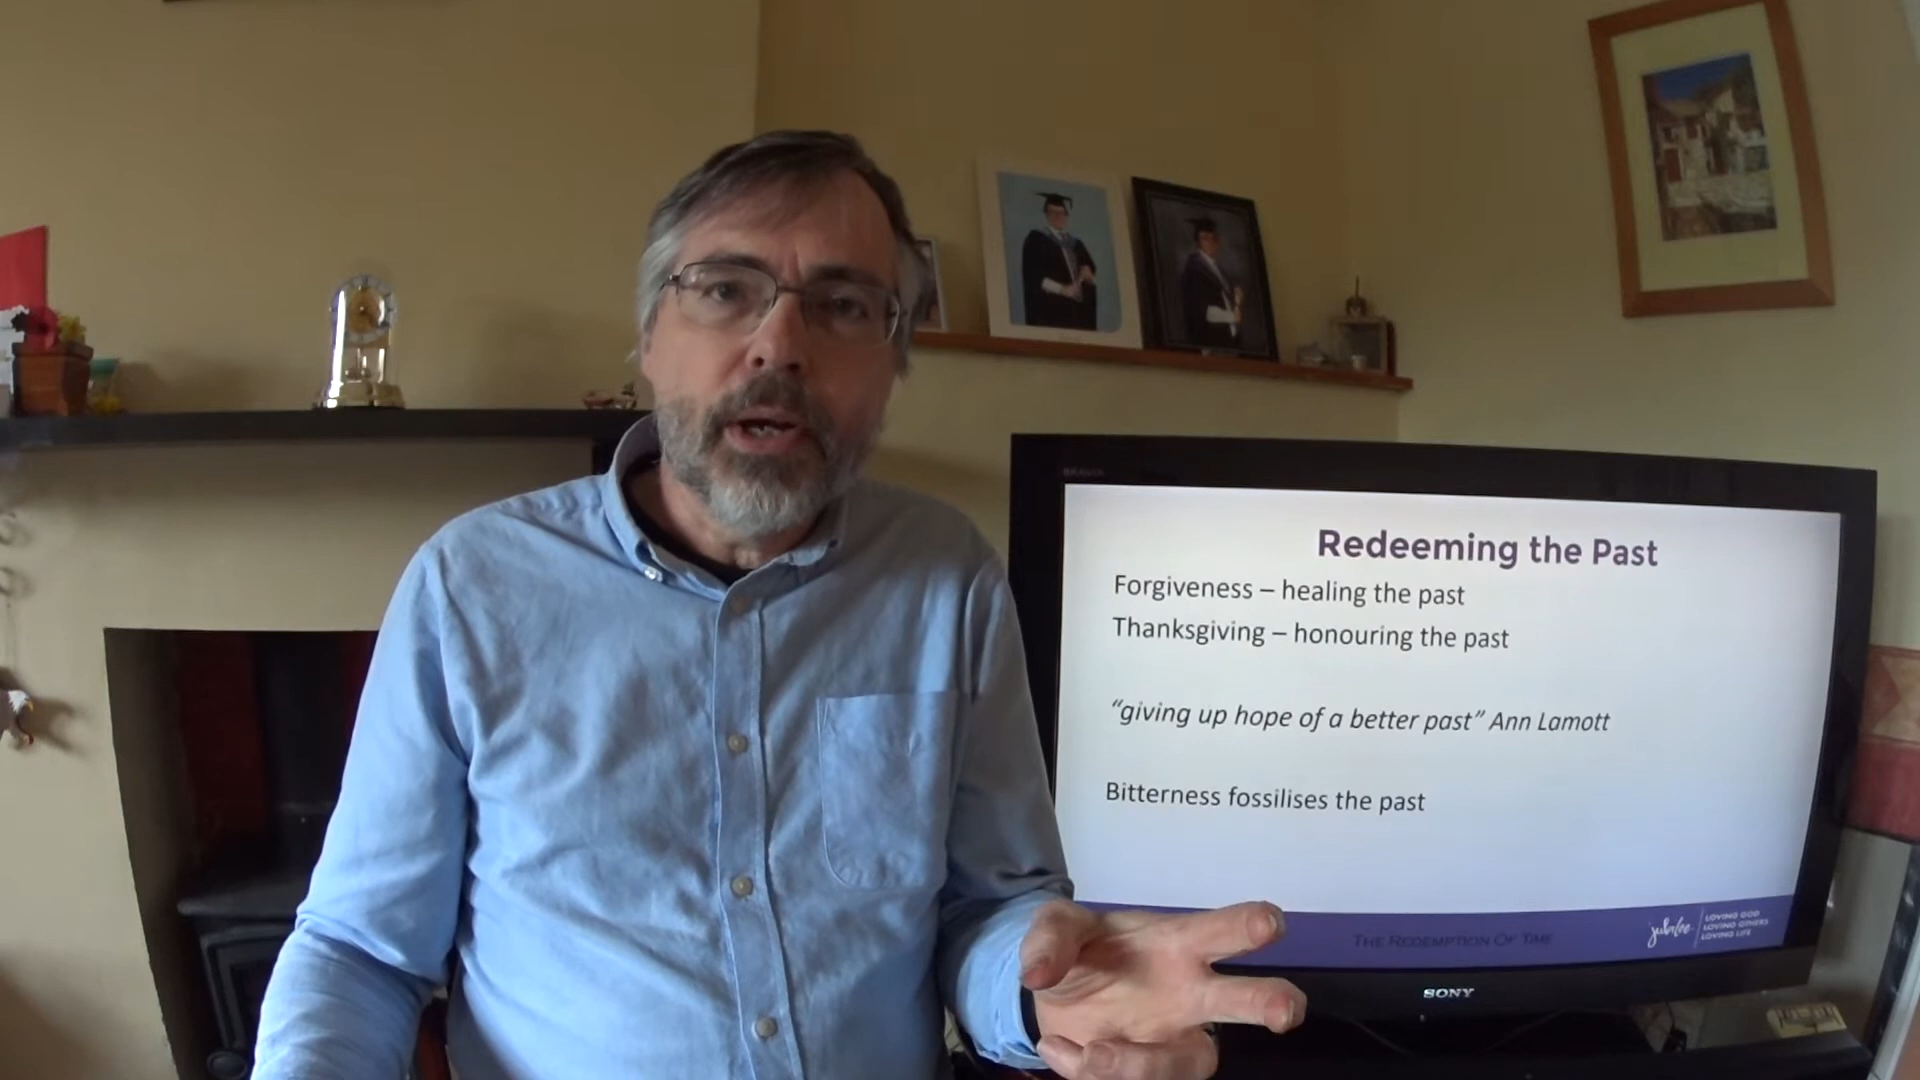 BRAVIA
Redeeming the Past
Forgiveness – healing the past
Thanksgiving – honouring the past
“giving up hope of a better past” Ann Lamott
Bitterness fossilises the past
The Redemption Of Time
jubilee
LOVING GOD
LOVING OTHERS
LOVING LIFE
SONY